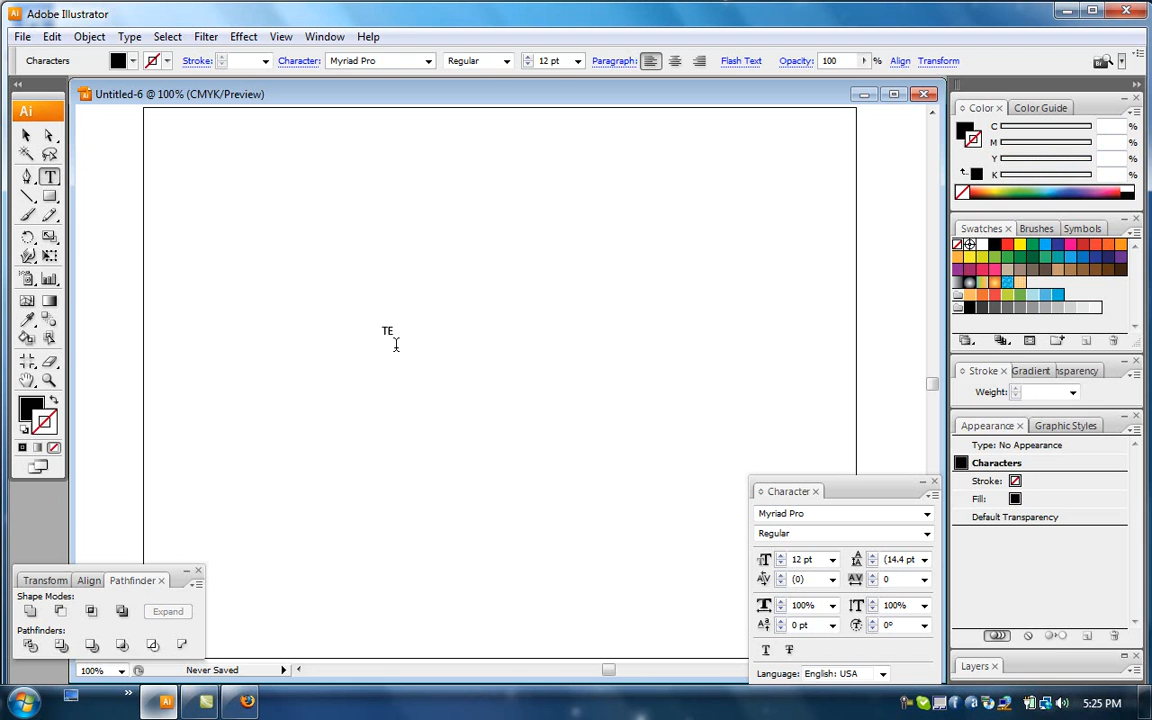 Adobe Illustrator
File Edit Object Type Select Filter Effect View Window Help
Characters Stroke: Character: Myriad Pro Regular 12 pt Paragraph: Flash Text Opacity: 100 % Align Transform
Untitled-6 @ 100% (CMYK/Preview)
Ai
Color Color Guide
C %
M %
Y %
K %
Swatches Brushes Symbols
TE
Stroke Gradient nsparency
Weight:
Appearance Graphic Styles
Type: No Appearance
Characters
Stroke:
Fill:
Default Transparency
Character
Myriad Pro
Regular
12 pt (14.4 pt
(0) 0
100% 100%
0 pt 0°
Language: English: USA
Transform Align Pathfinder
Shape Modes:
Expand
Pathfinders:
Layers
100% Never Saved
5:25 PM